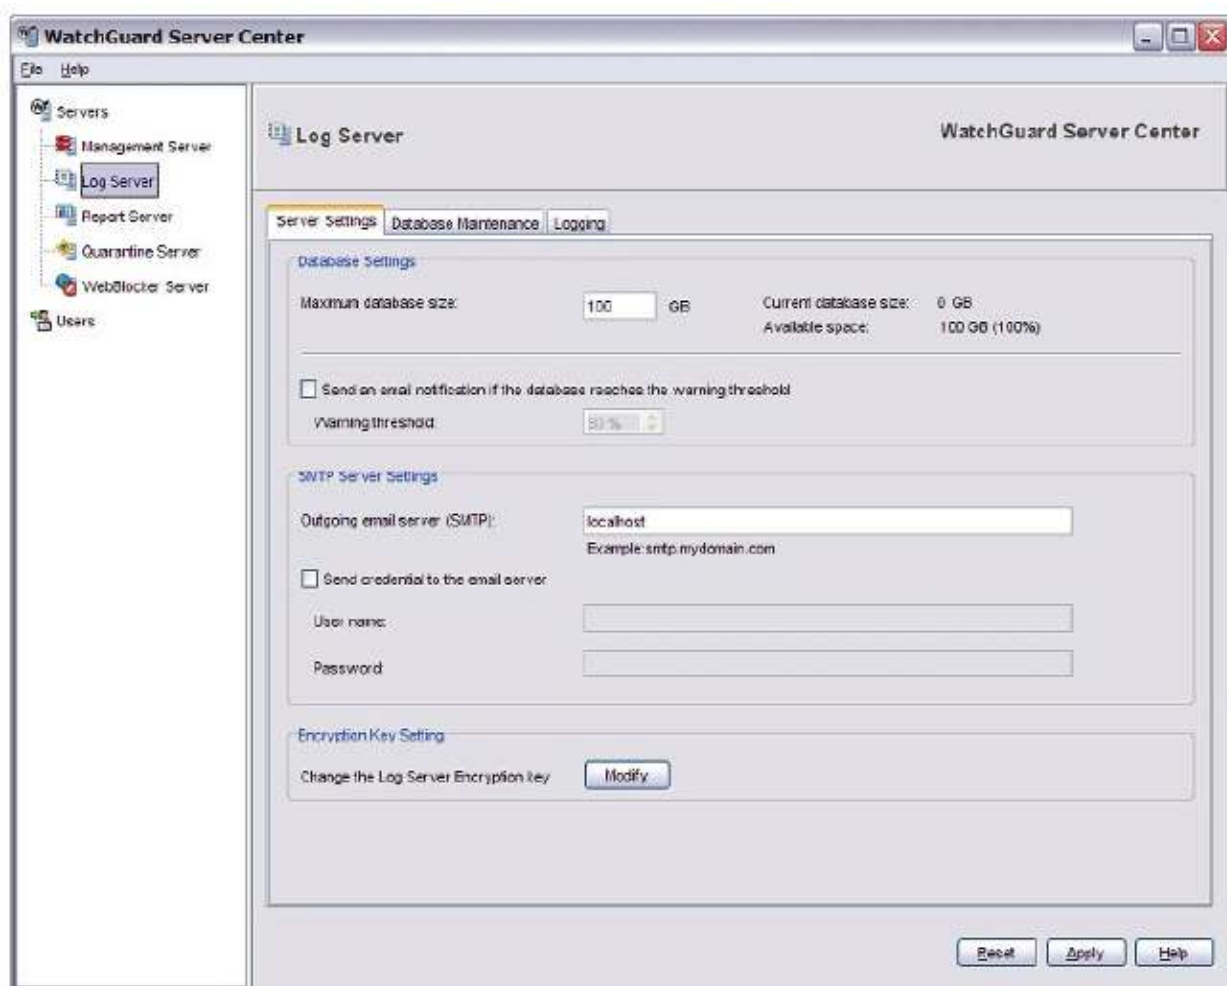 WatchGuard Server Center
File Help
Servers
Management Server
Log Server
Report Server
Quarantine Server
WebBlocker Server
Users
Log Server
WatchGuard Server Center
Server Settings Database Maintenance Logging
Database Settings
Maximum database size: 100 GB Current database size: 0 GB
Available space: 100 GB (100%)
Send an email notification if the database reaches the warning threshold
Warning threshold:
SMTP Server Settings
Outgoing email server (SMTP): localhost
Example:smtp.mydomain.com
Send credential to the email server
User name:
Password:
Encryption Key Setting
Change the Log Server Encryption key Modify
Reset Apply Help